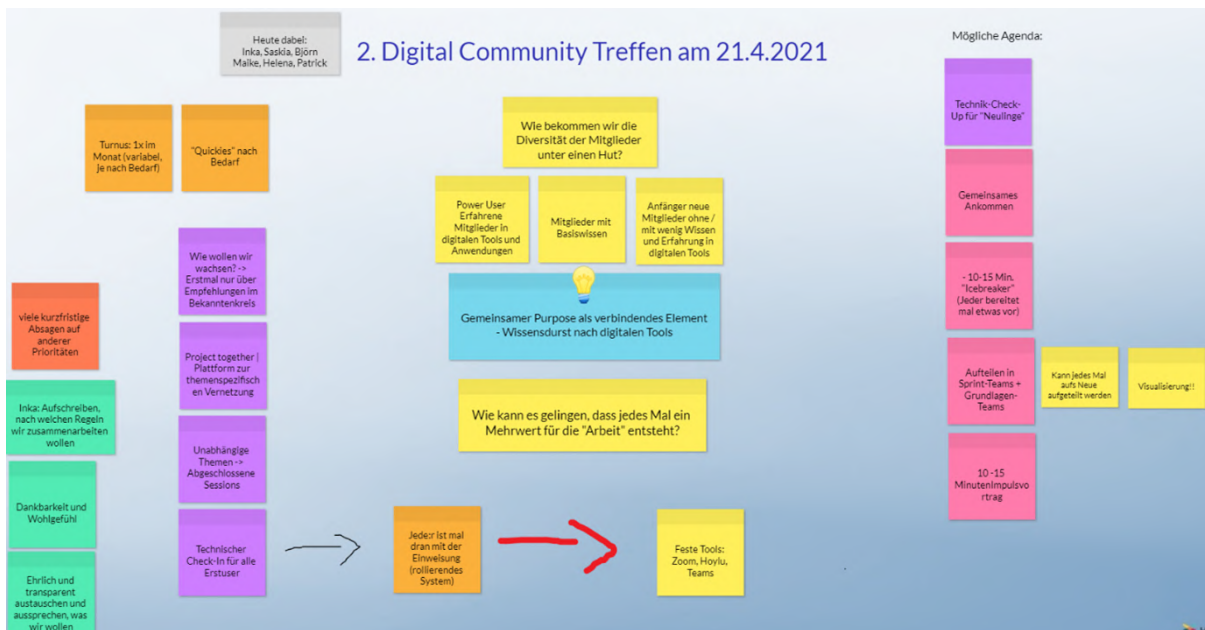 Heute dabei:
Inka, Saskia, Björn
Maike, Helena, Patrick
2. Digital Community Treffen am 21.4.2021
Mögliche Agenda:
Turnus: 1x im
Monat (variabel,
je nach Bedarf)
"Quickies" nach
Bedarf
Wie bekommen wir die
Diversität der Mitglieder
unter einen Hut?
Power User
Erfahrene
Mitglieder in
digitalen Tools und
Anwendungen
Mitglieder mit
Basiswissen
Anfänger neue
Mitglieder ohne /
mit wenig Wissen
und Erfahrung in
digitalen Tools
Gemeinsamer Purpose als verbindendes Element
- Wissensdurst nach digitalen Tools
Wie kann es gelingen, dass jedes Mal ein
Mehrwert für die "Arbeit" entsteht?
Wie wollen wir
wachsen? ->
Erstmal nur über
Empfehlungen im
Bekanntenkreis
Project together |
Plattform zur
themenspezifisch
en Vernetzung
Unabhängige
Themen ->
Abgeschlossene
Sessions
Technischer
Check-In für alle
Erstuser
Jede:r ist mal
dran mit der
Einweisung
(rollierendes
System)
Feste Tools:
Zoom, Hoylu,
Teams
viele kurzfristige
Absagen auf
anderer
Prioritäten
Inka: Aufschreiben,
nach welchen Regeln
wir zusammenarbeiten
wollen
Dankbarkeit und
Wohlgefühl
Ehrlich und
transparent
austauschen und
aussprechen, was
wir wollen
Technik-Check-
Up für "Neulinge"
Gemeinsames
Ankommen
- 10-15 Min.
"Icebreaker"
(Jeder bereitet
mal etwas vor)
Aufteilen in
Sprint-Teams +
Grundlagen-
Teams
Kann jedes Mal
aufs Neue
aufgeteilt werden
Visualisierung!!
10 -15
MinutenImpulsvo
rtrag